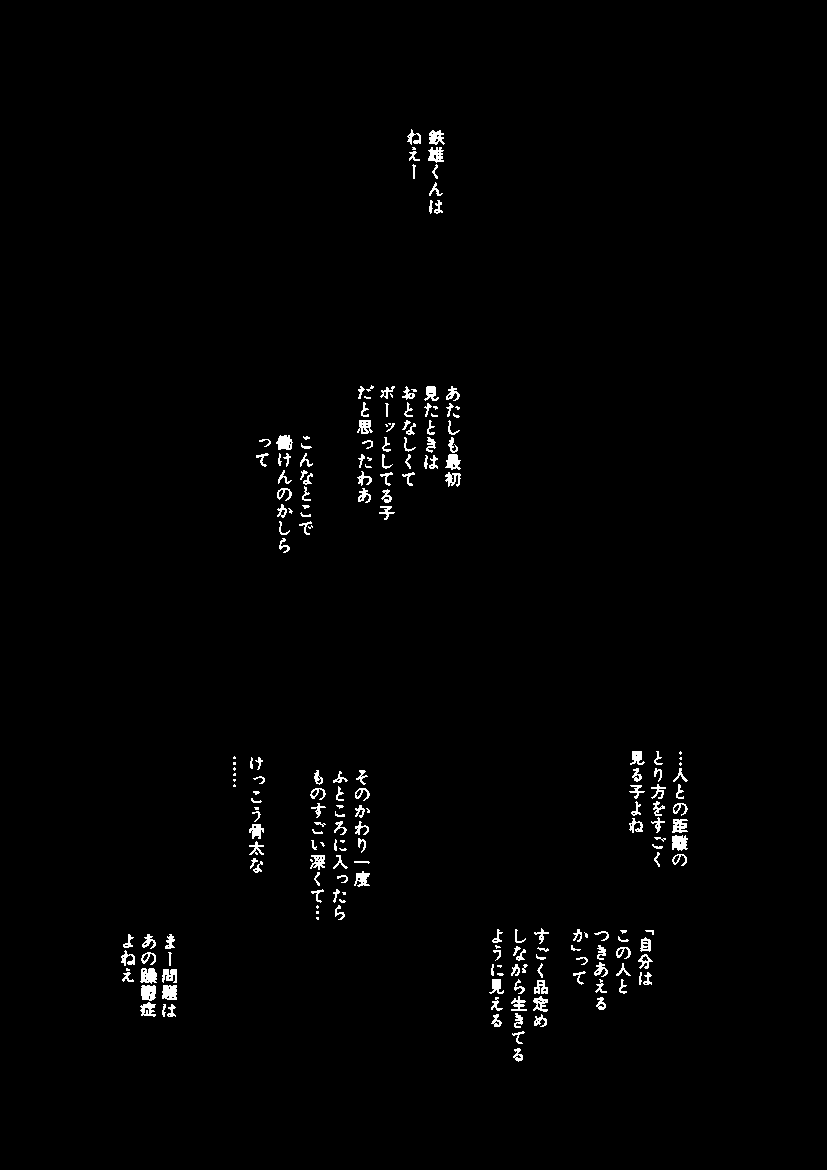 鉄雄くんは
ねぇー
あたしも最初
見たときは
おとなしくて
ボーッとしてる子
だと思ったわあ
こんなとこで
働けんのかしら
って
…人との距離の
とり方をすごく
見る子よね
「自分は
この人と
つきあえる
か」って
すごく品定め
しながら生きてる
ように見える
そのかわり一度
ふところに入ったら
ものすごい深くて…
けっこう骨太な
……
まー問題は
あの躁鬱症
よねえ